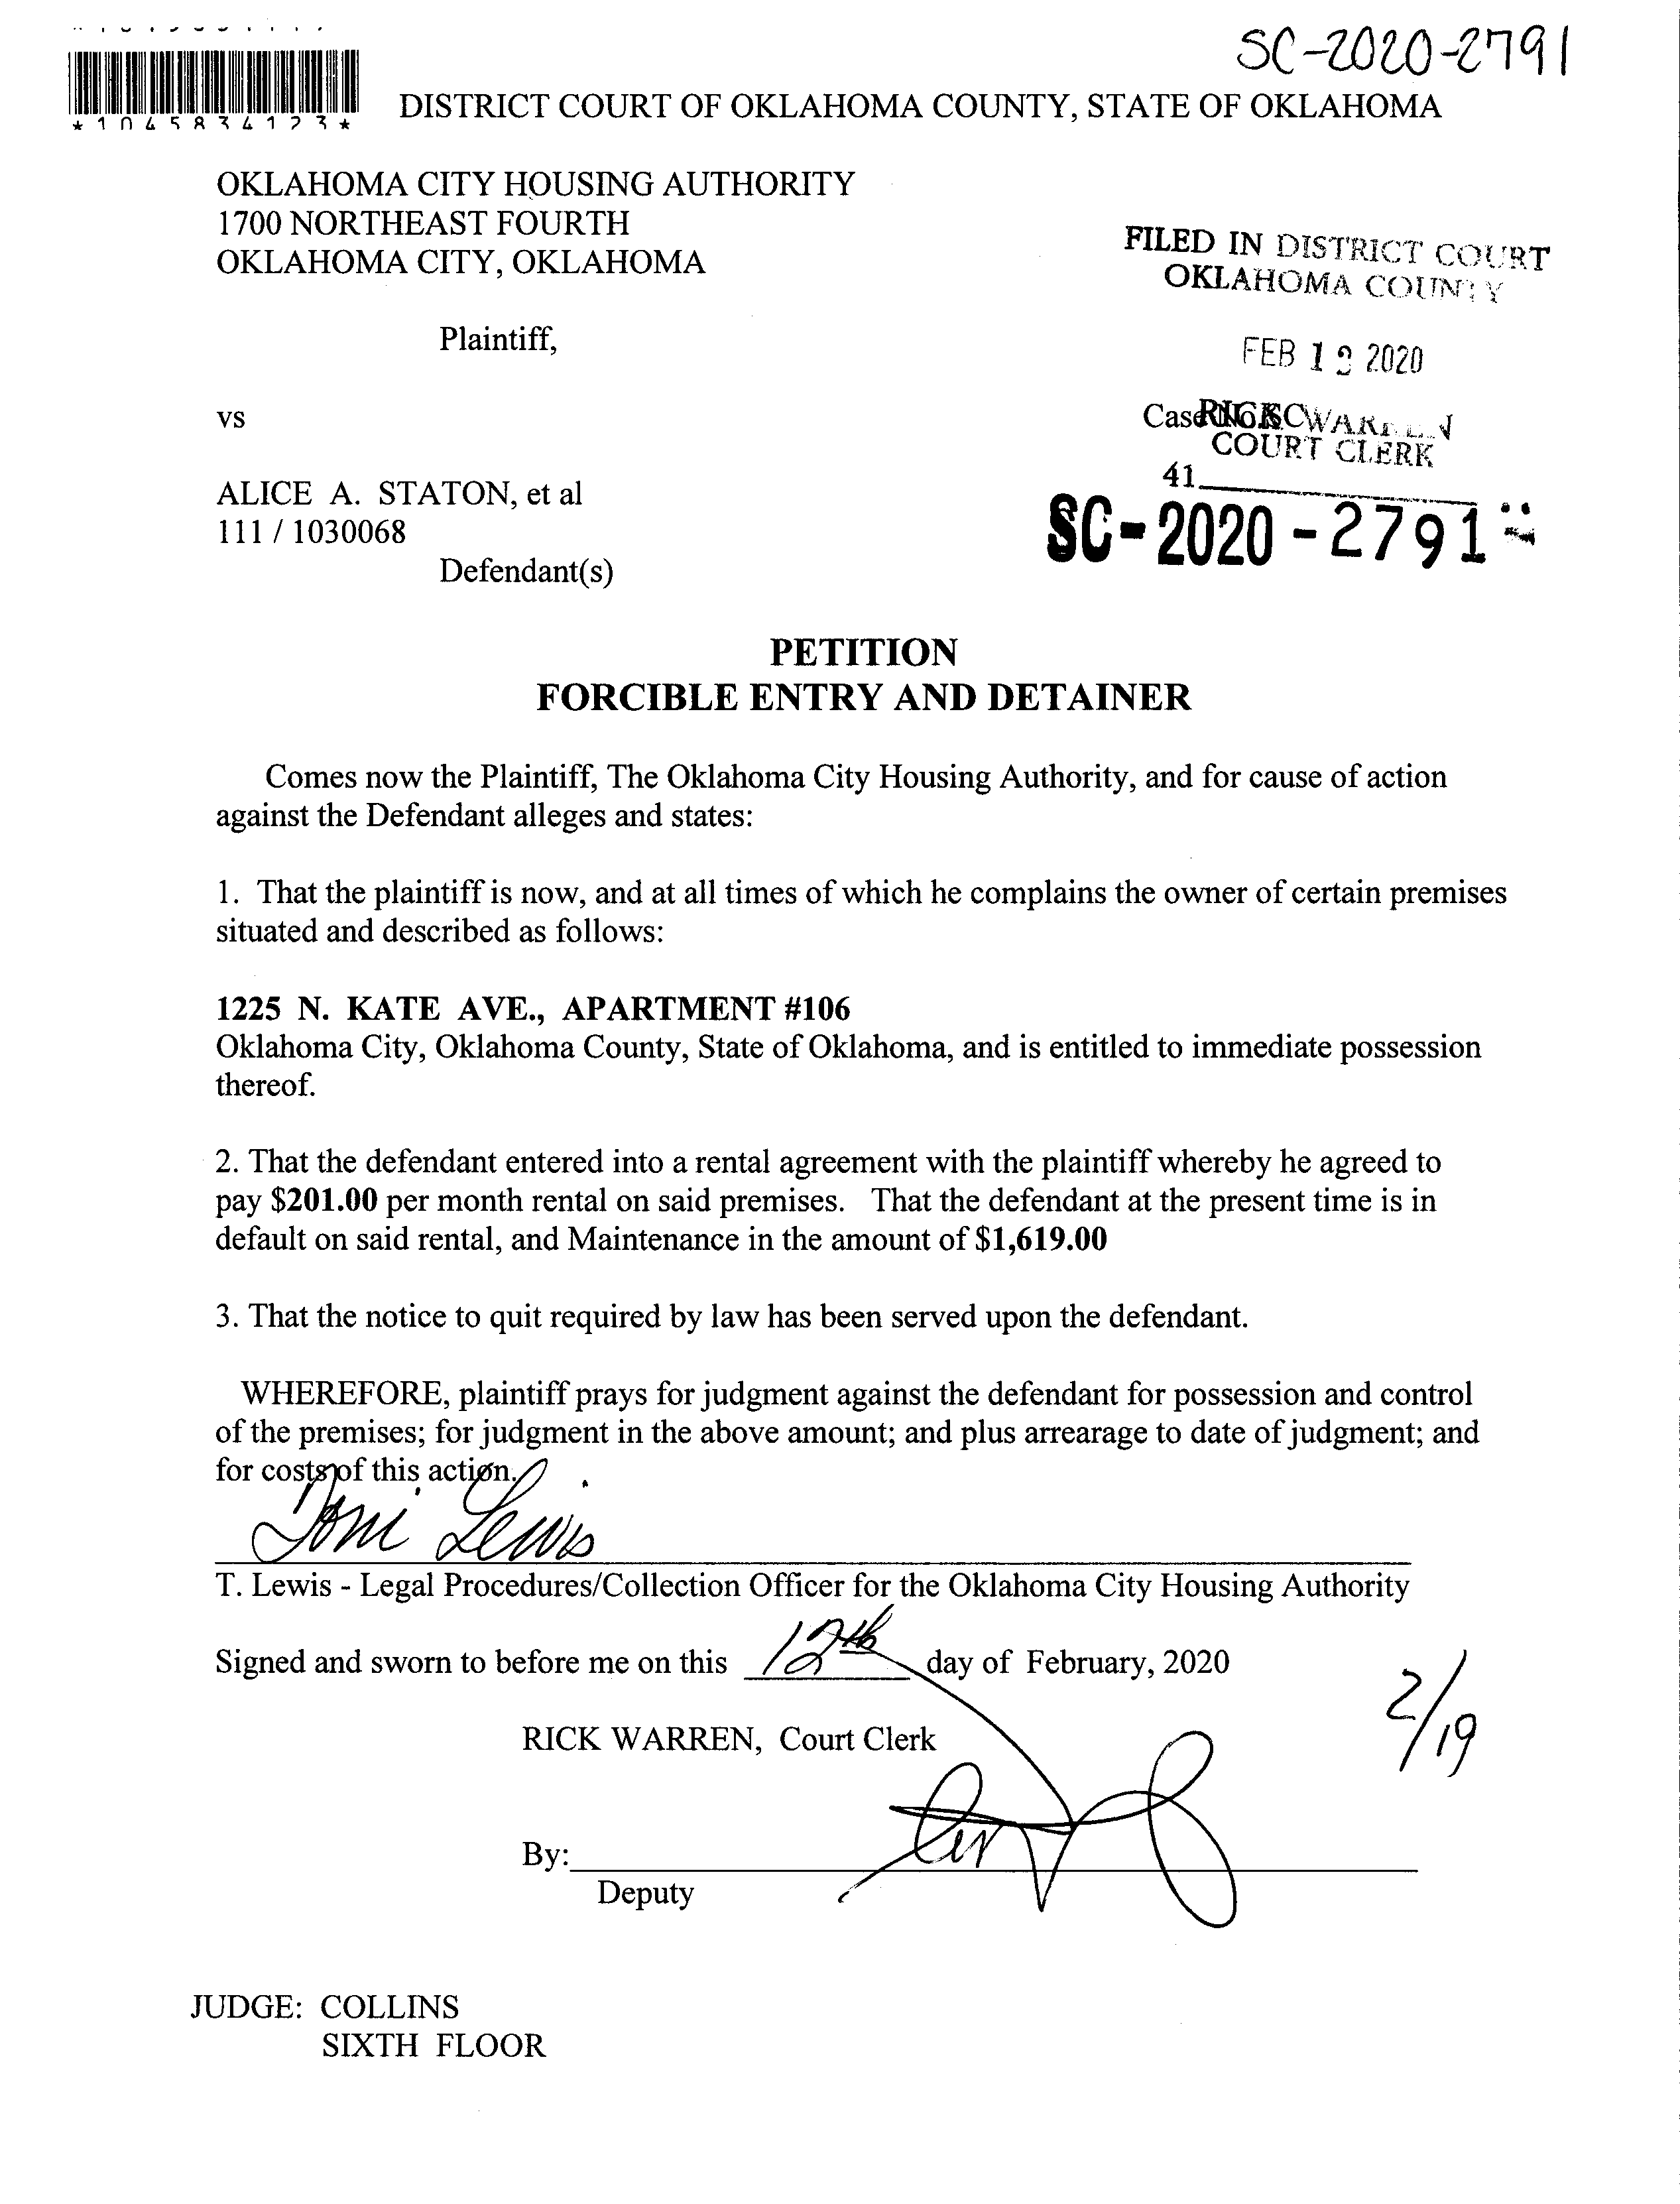 SC-2020-2791
*1045834123*
DISTRICT COURT OF OKLAHOMA COUNTY, STATE OF OKLAHOMA
OKLAHOMA CITY HOUSING AUTHORITY
1700 NORTHEAST FOURTH
OKLAHOMA CITY, OKLAHOMA
FILED IN DISTRICT COURT
OKLAHOMA COUNTY
Plaintiff,
FEB 2020
vs
Case No. SC
RICK WARREN
COURT CLERK
41
ALICE A. STATON, et al
111 / 1030068
SC-2020-2791
Defendant(s)
PETITION
FORCIBLE ENTRY AND DETAINER
Comes now the Plaintiff, The Oklahoma City Housing Authority, and for cause of action
against the Defendant alleges and states:
1. That the plaintiff is now, and at all times of which he complains the owner of certain premises
situated and described as follows:
1225 N. KATE AVE., APARTMENT #106
Oklahoma City, Oklahoma County, State of Oklahoma, and is entitled to immediate possession
thereof.
2. That the defendant entered into a rental agreement with the plaintiff whereby he agreed to
pay $201.00 per month rental on said premises. That the defendant at the present time is in
default on said rental, and Maintenance in the amount of $1,619.00
3. That the notice to quit required by law has been served upon the defendant.
WHEREFORE, plaintiff prays for judgment against the defendant for possession and control
of the premises; for judgment in the above amount; and plus arrearage to date of judgment; and
for costs of this action.
Toni Lewis
T. Lewis - Legal Procedures/Collection Officer for the Oklahoma City Housing Authority
Signed and sworn to before me on this 12th day of February, 2020
2/19
RICK WARREN, Court Clerk
By:
Deputy
JUDGE: COLLINS
SIXTH FLOOR